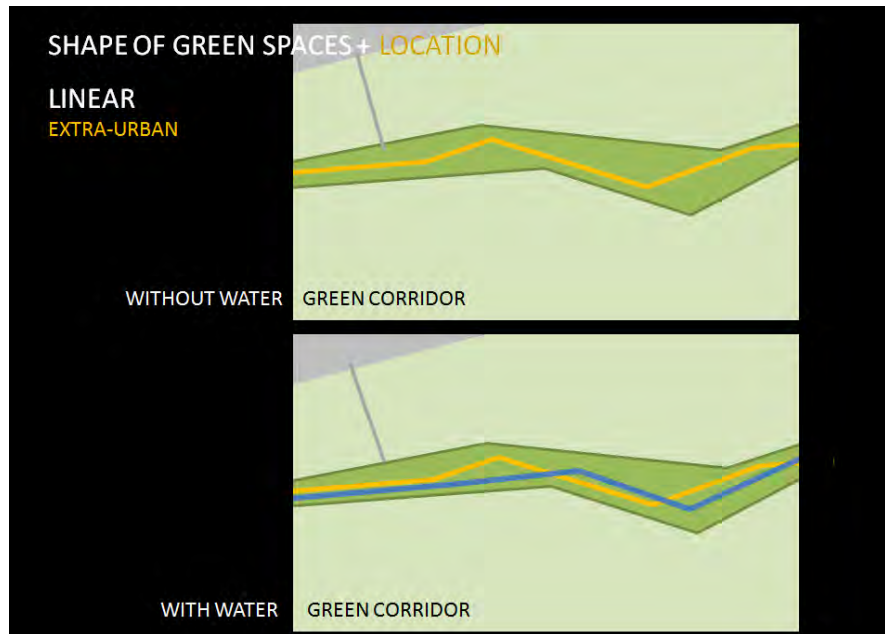 SHAPE OF GREEN SPACES + LOCATION
LINEAR
EXTRA-URBAN
WITHOUT WATER GREEN CORRIDOR
WITH WATER GREEN CORRIDOR